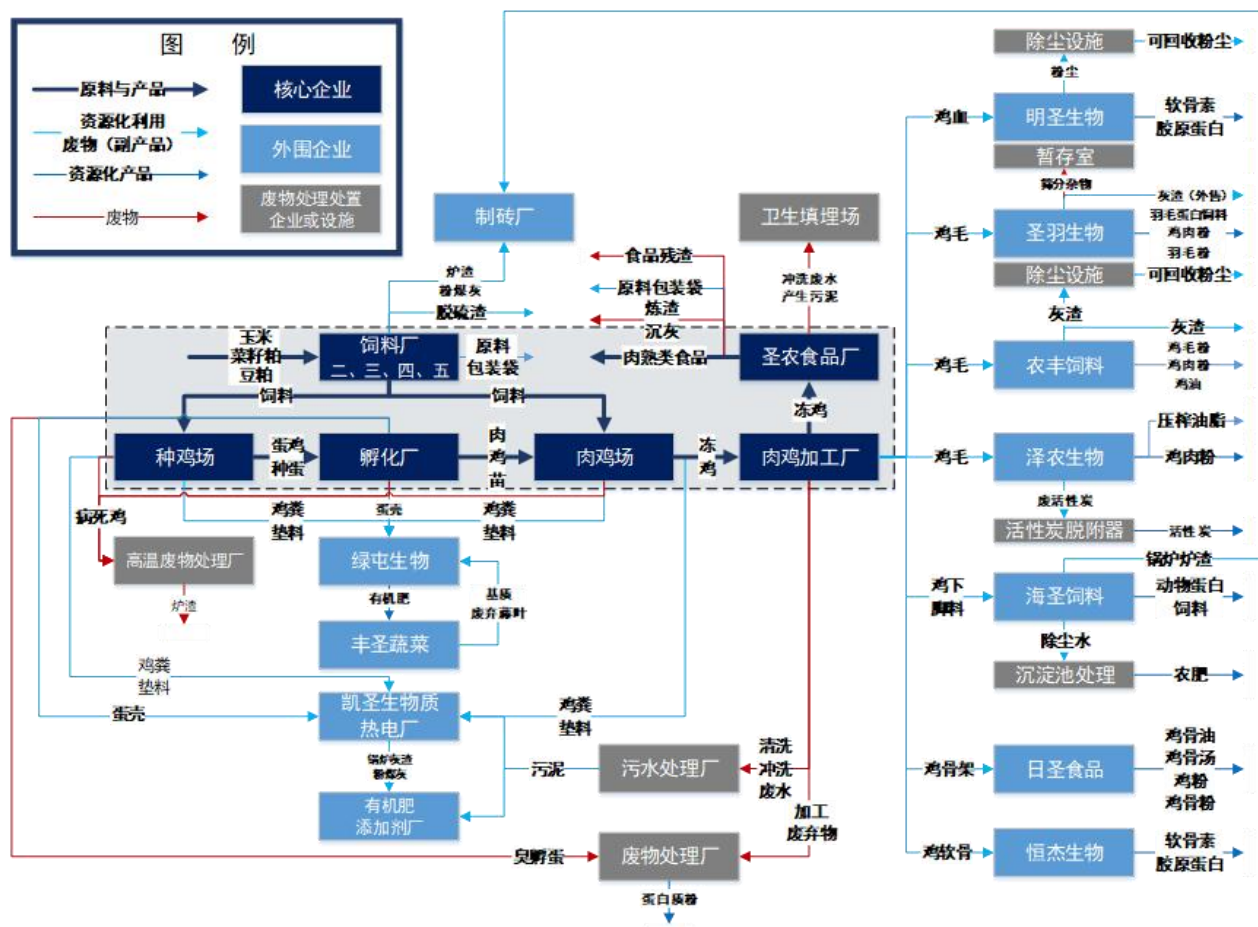 图 例
原料与产品
核心企业
资源化利用
废物（副产品）
外围企业
资源化产品
废物
废物处理处置
企业或设施
制砖厂
卫生填埋场
炉渣
粉煤灰
脱硫渣
食品残渣
原料包装袋
炼渣
沉灰
冲洗废水
产生污泥
玉米
菜籽粕
豆粕
饲料厂
二、三、四、五
原料
包装袋
肉熟类食品
圣农食品厂
饲料
饲料
冻鸡
种鸡场
蛋鸡
种蛋
孵化厂
肉
鸡
苗
肉鸡场
冻
鸡
肉鸡加工厂
病死鸡
鸡粪
垫料
蛋壳
鸡粪
垫料
高温废物处理厂
炉渣
绿屯生物
有机肥
基质
废弃藤叶
丰圣蔬菜
鸡粪
垫料
蛋壳
凯圣生物质
热电厂
鸡粪
垫料
锅炉灰渣
粉煤灰
污泥
污水处理厂
清洗
冲洗
废水
有机肥
添加剂厂
加工
废弃物
臭孵蛋
废物处理厂
蛋白质粉
除尘设施
可回收粉尘
粉尘
鸡血
明圣生物
软骨素
胶原蛋白
暂存室
筛分杂物
灰渣（外售）
鸡毛
圣羽生物
羽毛蛋白饲料
鸡肉粉
羽毛粉
除尘设施
可回收粉尘
灰渣
灰渣
鸡毛
农丰饲料
鸡毛粉
鸡肉粉
鸡油
压榨油脂
鸡毛
泽农生物
鸡肉粉
废活性炭
活性炭脱附器
活性炭
锅炉炉渣
鸡下
脚料
海圣饲料
动物蛋白
饲料
除尘水
沉淀池处理
农肥
鸡骨架
日圣食品
鸡骨油
鸡骨汤
鸡粉
鸡骨粉
鸡软骨
恒杰生物
软骨素
胶原蛋白